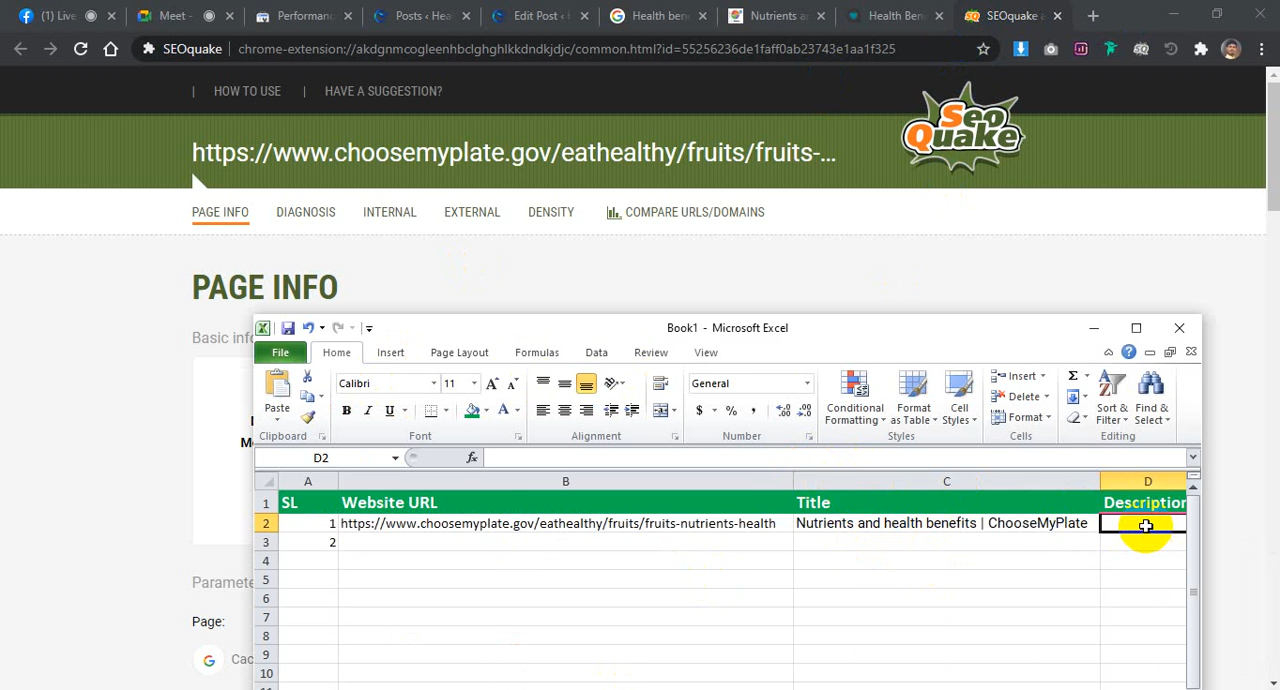 (1) Live
Meet -
Performanc
Posts ‹ Hea
Edit Post ‹
Health ben
Nutrients a
Health Ben
SEOquake
SEOquake
chrome-extension://akdgnmcogleenhbclghghlkkdndkjdjc/common.html?id=55256236de1faff0ab23743e1aa1f325
| HOW TO USE | HAVE A SUGGESTION?
Seo
Quake
https://www.choosemyplate.gov/eathealthy/fruits/fruits-...
PAGE INFO DIAGNOSIS INTERNAL EXTERNAL DENSITY COMPARE URLS/DOMAINS
PAGE INFO
Basic info
Book1 - Microsoft Excel
File Home Insert Page Layout Formulas Data Review View
Paste
Calibri 11
B I U
General
$ % ,
Conditional Formatting
Format as Table
Cell Styles
Insert
Delete
Format
Sort & Filter
Find & Select
Clipboard Font Alignment Number Styles Cells Editing
D2 fx
A B C D
1 SL Website URL Title Description
2 1 https://www.choosemyplate.gov/eathealthy/fruits/fruits-nutrients-health Nutrients and health benefits | ChooseMyPlate
3 2
4
5
6
7
8
9
10
Paramete
Page:
Cac